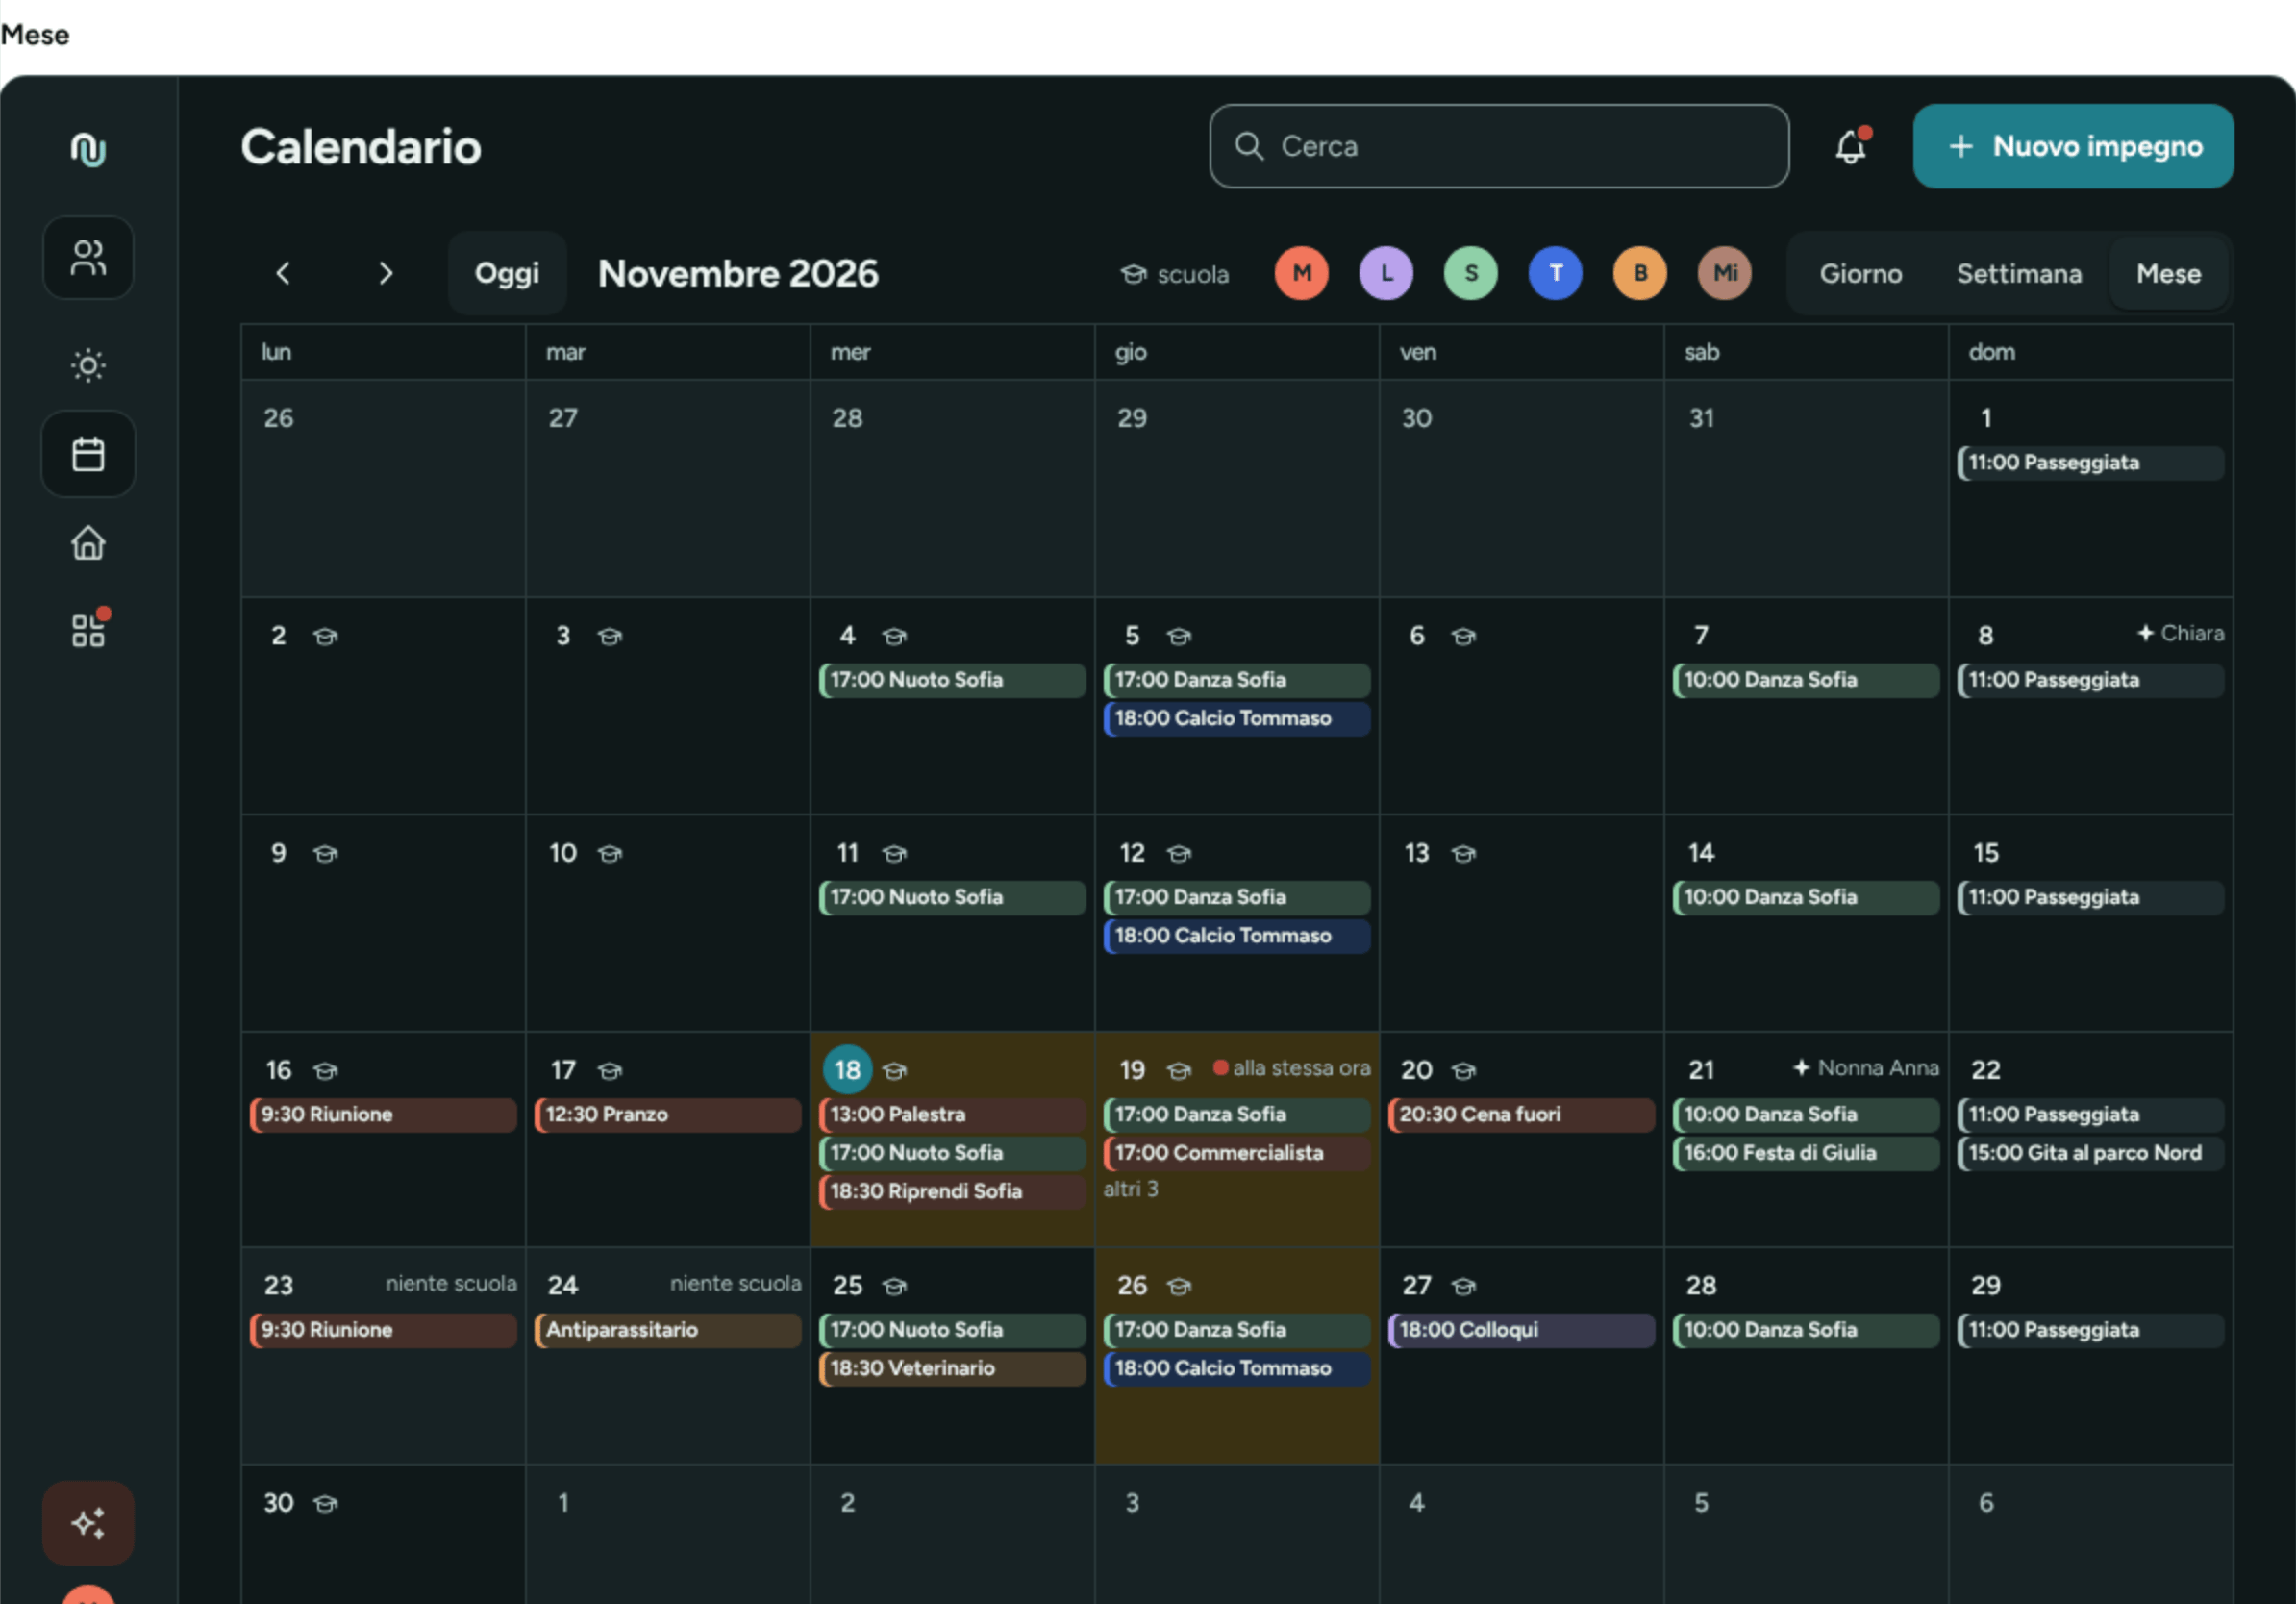 Mese
Calendario
Cerca
Nuovo impegno
Oggi
Novembre 2026
scuola
M
L
S
T
B
Mi
Giorno
Settimana
Mese
lun
mar
mer
gio
ven
sab
dom
26
27
28
29
30
31
1
11:00 Passeggiata
2
3
4
17:00 Nuoto Sofia
5
17:00 Danza Sofia
18:00 Calcio Tommaso
6
7
10:00 Danza Sofia
8
Chiara
11:00 Passeggiata
9
10
11
17:00 Nuoto Sofia
12
17:00 Danza Sofia
18:00 Calcio Tommaso
13
14
10:00 Danza Sofia
15
11:00 Passeggiata
16
9:30 Riunione
17
12:30 Pranzo
18
13:00 Palestra
17:00 Nuoto Sofia
18:30 Riprendi Sofia
19
alla stessa ora
17:00 Danza Sofia
17:00 Commercialista
altri 3
20
20:30 Cena fuori
21
Nonna Anna
10:00 Danza Sofia
16:00 Festa di Giulia
22
11:00 Passeggiata
15:00 Gita al parco Nord
23
niente scuola
9:30 Riunione
24
niente scuola
Antiparassitario
25
17:00 Nuoto Sofia
18:30 Veterinario
26
17:00 Danza Sofia
18:00 Calcio Tommaso
27
18:00 Colloqui
28
10:00 Danza Sofia
29
11:00 Passeggiata
30
1
2
3
4
5
6